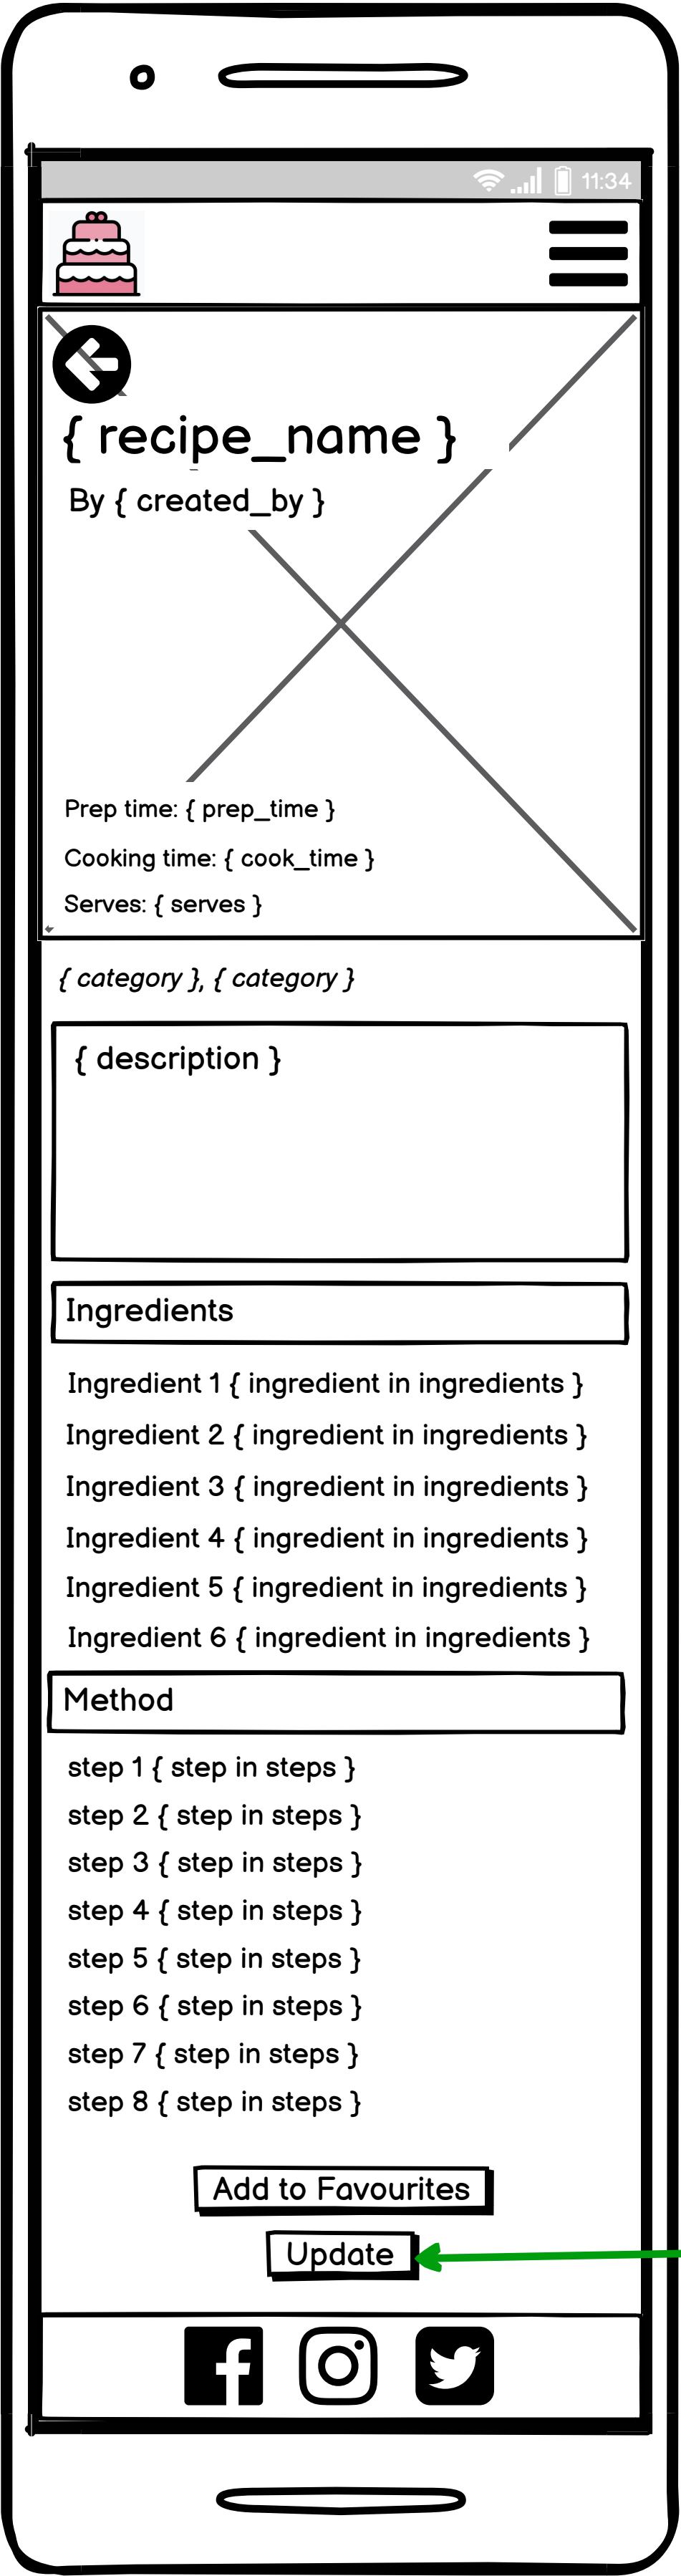 11:34
{ recipe_name }
By { created_by }
Prep time: { prep_time }
Cooking time: { cook_time }
Serves: { serves }
{ category }, { category }
{ description }
Ingredients
Ingredient 1 { ingredient in ingredients }
Ingredient 2 { ingredient in ingredients }
Ingredient 3 { ingredient in ingredients }
Ingredient 4 { ingredient in ingredients }
Ingredient 5 { ingredient in ingredients }
Ingredient 6 { ingredient in ingredients }
Method
step 1 { step in steps }
step 2 { step in steps }
step 3 { step in steps }
step 4 { step in steps }
step 5 { step in steps }
step 6 { step in steps }
step 7 { step in steps }
step 8 { step in steps }
Add to Favourites
Update